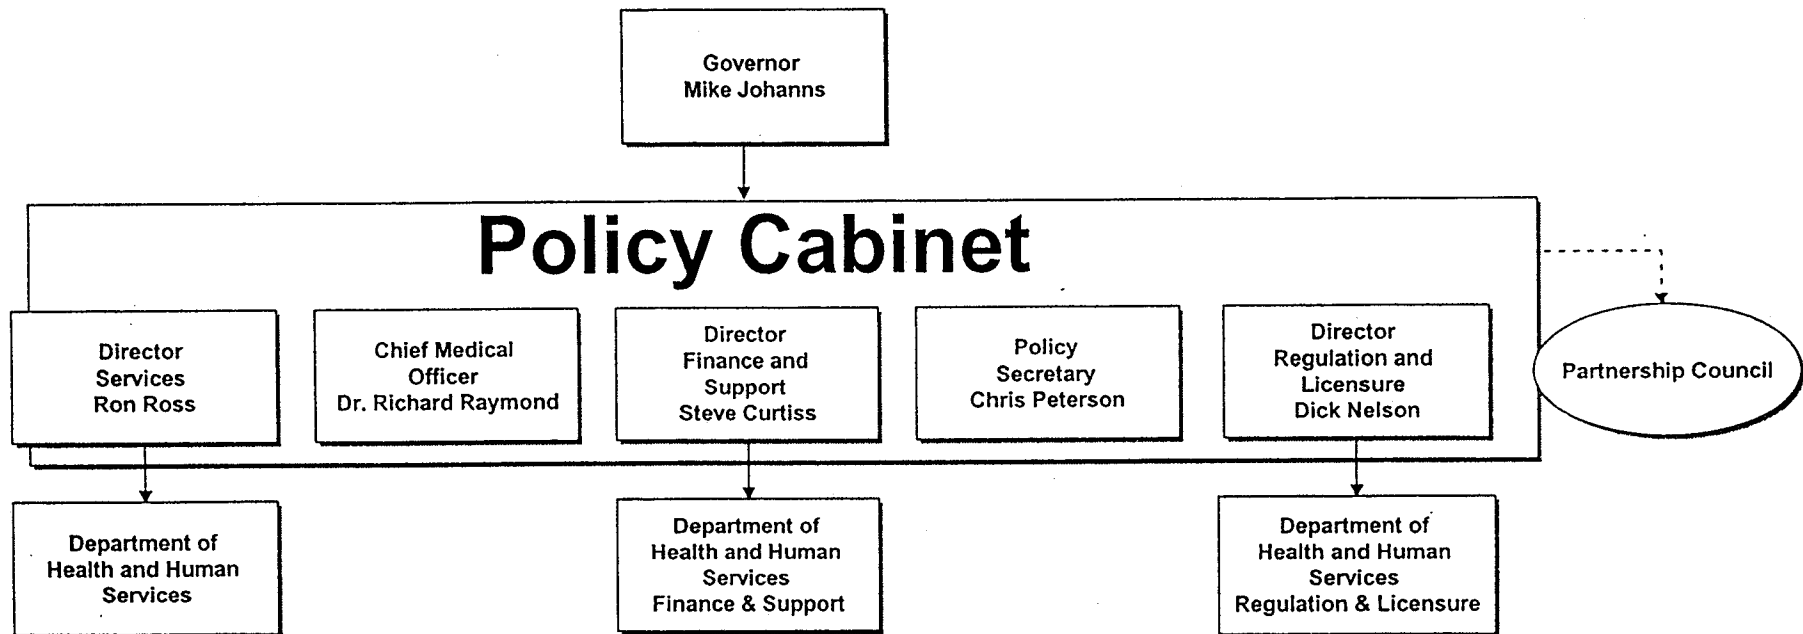 Governor
Mike Johanns
Policy Cabinet
Director
Services
Ron Ross
Chief Medical
Officer
Dr. Richard Raymond
Director
Finance and
Support
Steve Curtiss
Policy
Secretary
Chris Peterson
Director
Regulation and
Licensure
Dick Nelson
Partnership Council
Department of
Health and Human
Services
Department of
Health and Human
Services
Finance & Support
Department of
Health and Human
Services
Regulation & Licensure